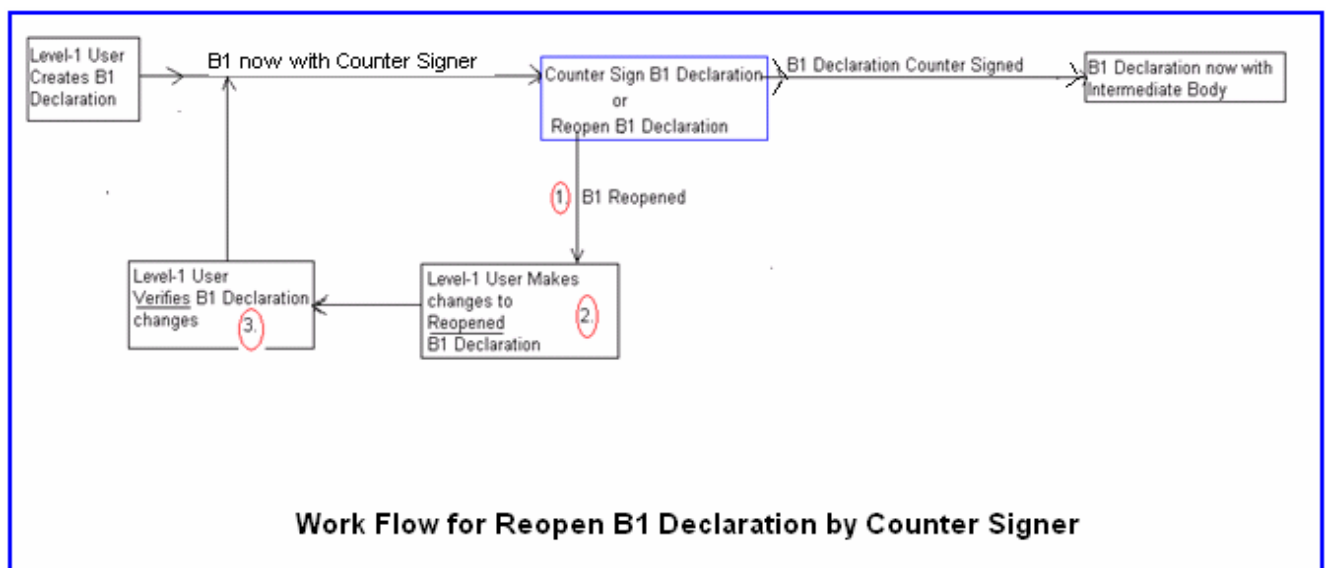 Level-1 User
Creates B1
Declaration
B1 now with Counter Signer
Counter Sign B1 Declaration
or
Reopen B1 Declaration
B1 Declaration Counter Signed
B1 Declaration now with
Intermediate Body
1. B1 Reopened
Level-1 User
Verifies B1 Declaration
changes
3.
Level-1 User Makes
changes to
Reopened
B1 Declaration
2.
Work Flow for Reopen B1 Declaration by Counter Signer